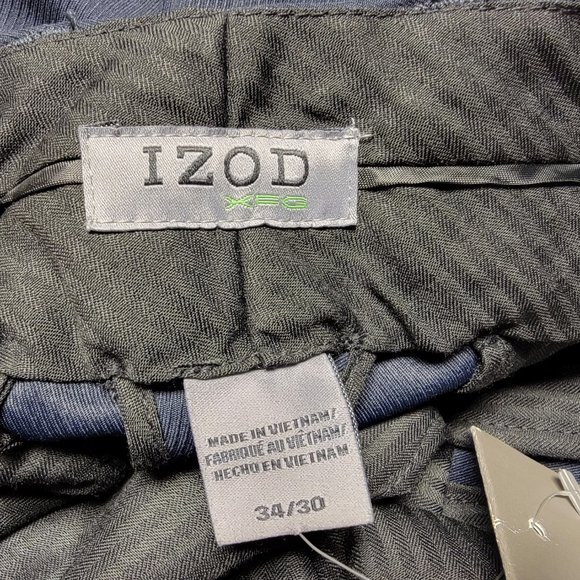 IZOD
XFG
MADE IN VIETNAM/
FABRIQUÉ AU VIETNAM/
HECHO EN VIETNAM
34/30